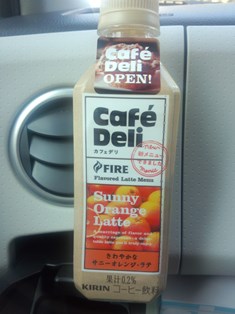 Café
Deli
OPEN!
Café
Deli
カフェデリ
FIRE
Flavored Latte Menu
Sunny
Orange
Latte
さわやかな
サニーオレンジ・ラテ
果汁0.2%
KIRIN コーヒー飲料